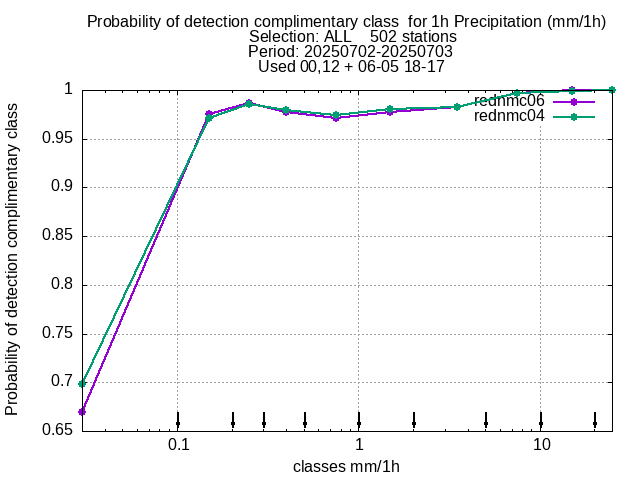 Probability of detection complimentary class  for 1h Precipitation (mm/1h)
Selection: ALL    502 stations
Period: 20250702-20250703
Used 00,12 + 06-05 18-17
Probability of detection complimentary class
1
0.95
0.9
0.85
0.8
0.75
0.7
0.65
rednmc06
rednmc04
0.1
1
10
classes mm/1h